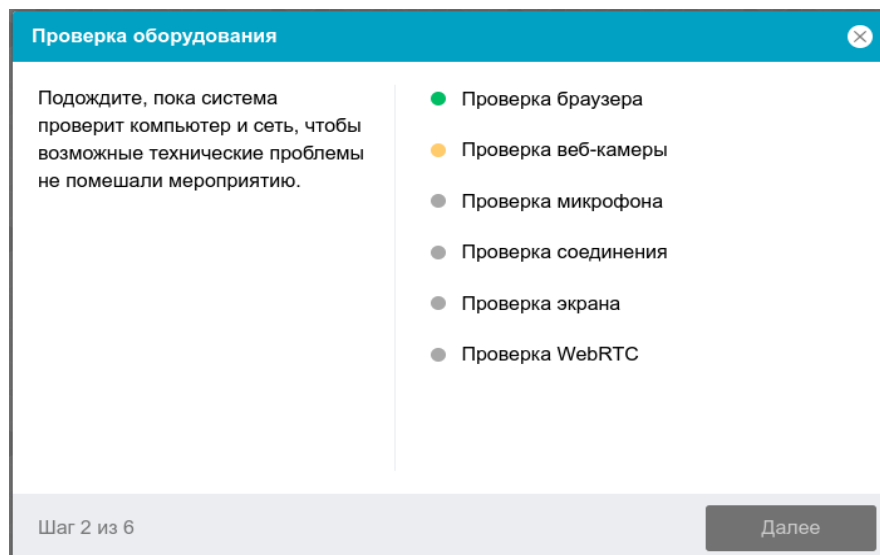 Проверка оборудования
Подождите, пока система
проверит компьютер и сеть, чтобы
возможные технические проблемы
не помешали мероприятию.
Проверка браузера
Проверка веб-камеры
Проверка микрофона
Проверка соединения
Проверка экрана
Проверка WebRTC
Шаг 2 из 6
Далее